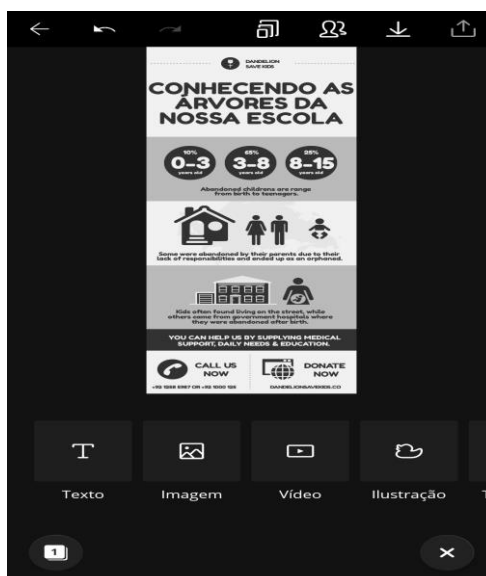 DANDELION
SAVE KIDS
CONHECENDO AS
ÁRVORES DA
NOSSA ESCOLA
10%
0-3
years old
65%
3-8
years old
25%
8-15
years old
Abandoned childrens are range
from birth to teenagers.
Some were abandoned by their parents due to their
lack of responsibilities and ended up as an orphaned.
Kids often found living on the street, while
others came from government hospitals where
they were abandoned after birth.
YOU CAN HELP US BY SUPPLYING MEDICAL
SUPPORT, DAILY NEEDS & EDUCATION.
CALL US
NOW
DONATE
NOW
DANDELIONSAVEKIDS.CO
Texto
Imagem
Vídeo
Ilustração
T
1